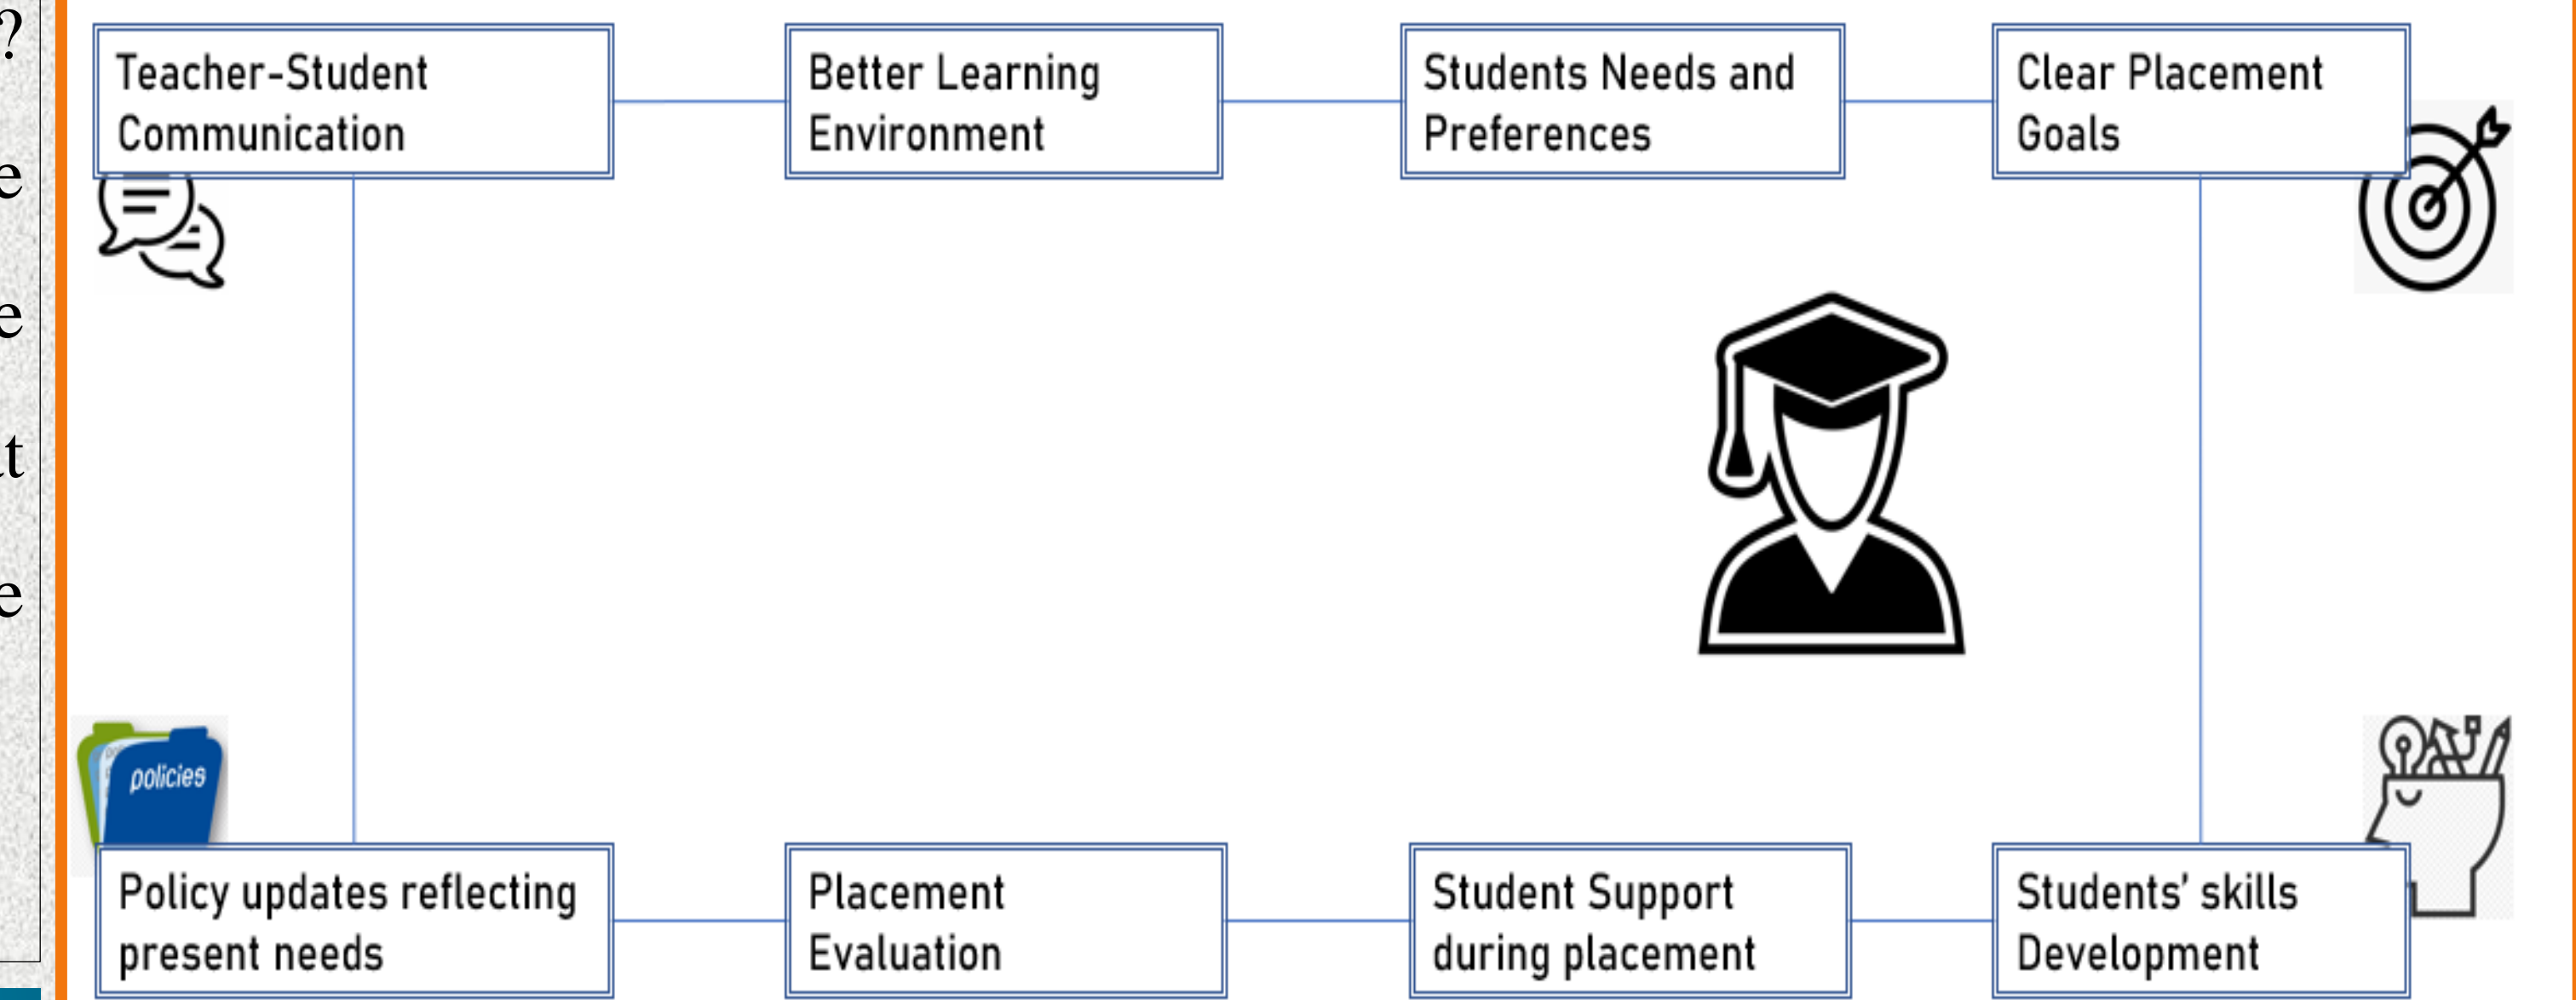 ?
e
e
t
e
Teacher-Student
Communication
Better Learning
Environment
Students Needs and
Preferences
Clear Placement
Goals
policies
Policy updates reflecting
present needs
Placement
Evaluation
Student Support
during placement
Students’ skills
Development